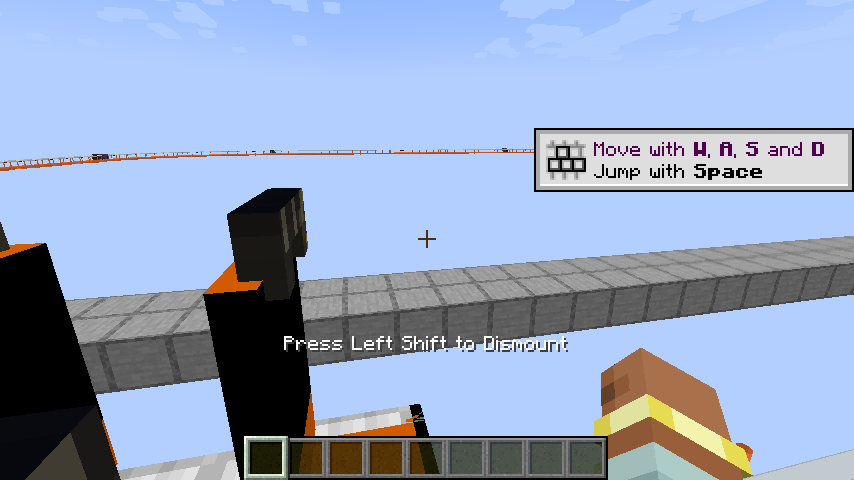 Move with W, A, S and D
Jump with Space
Press Left Shift to Dismount